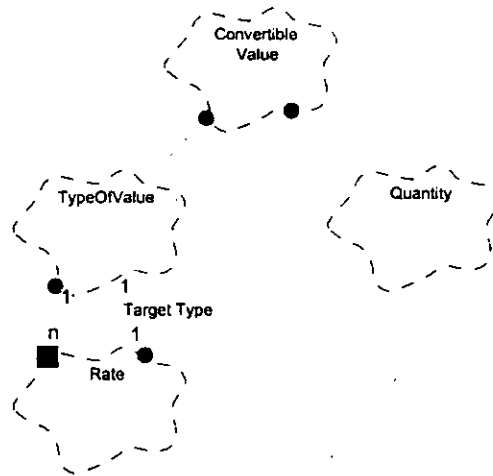 Convertible
Value
TypeOfValue
Quantity
1
1
Target Type
n
1
Rate